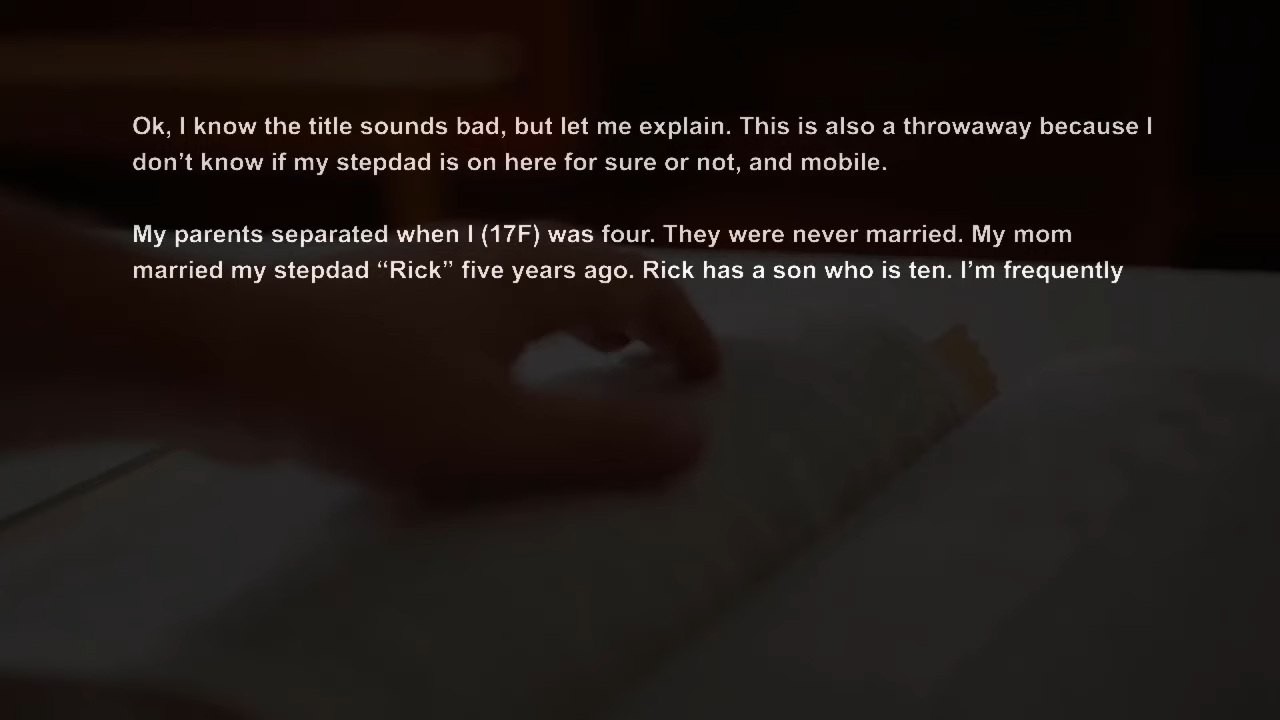 Ok, I know the title sounds bad, but let me explain. This is also a throwaway because I
don’t know if my stepdad is on here for sure or not, and mobile.
My parents separated when I (17F) was four. They were never married. My mom
married my stepdad “Rick” five years ago. Rick has a son who is ten. I’m frequently